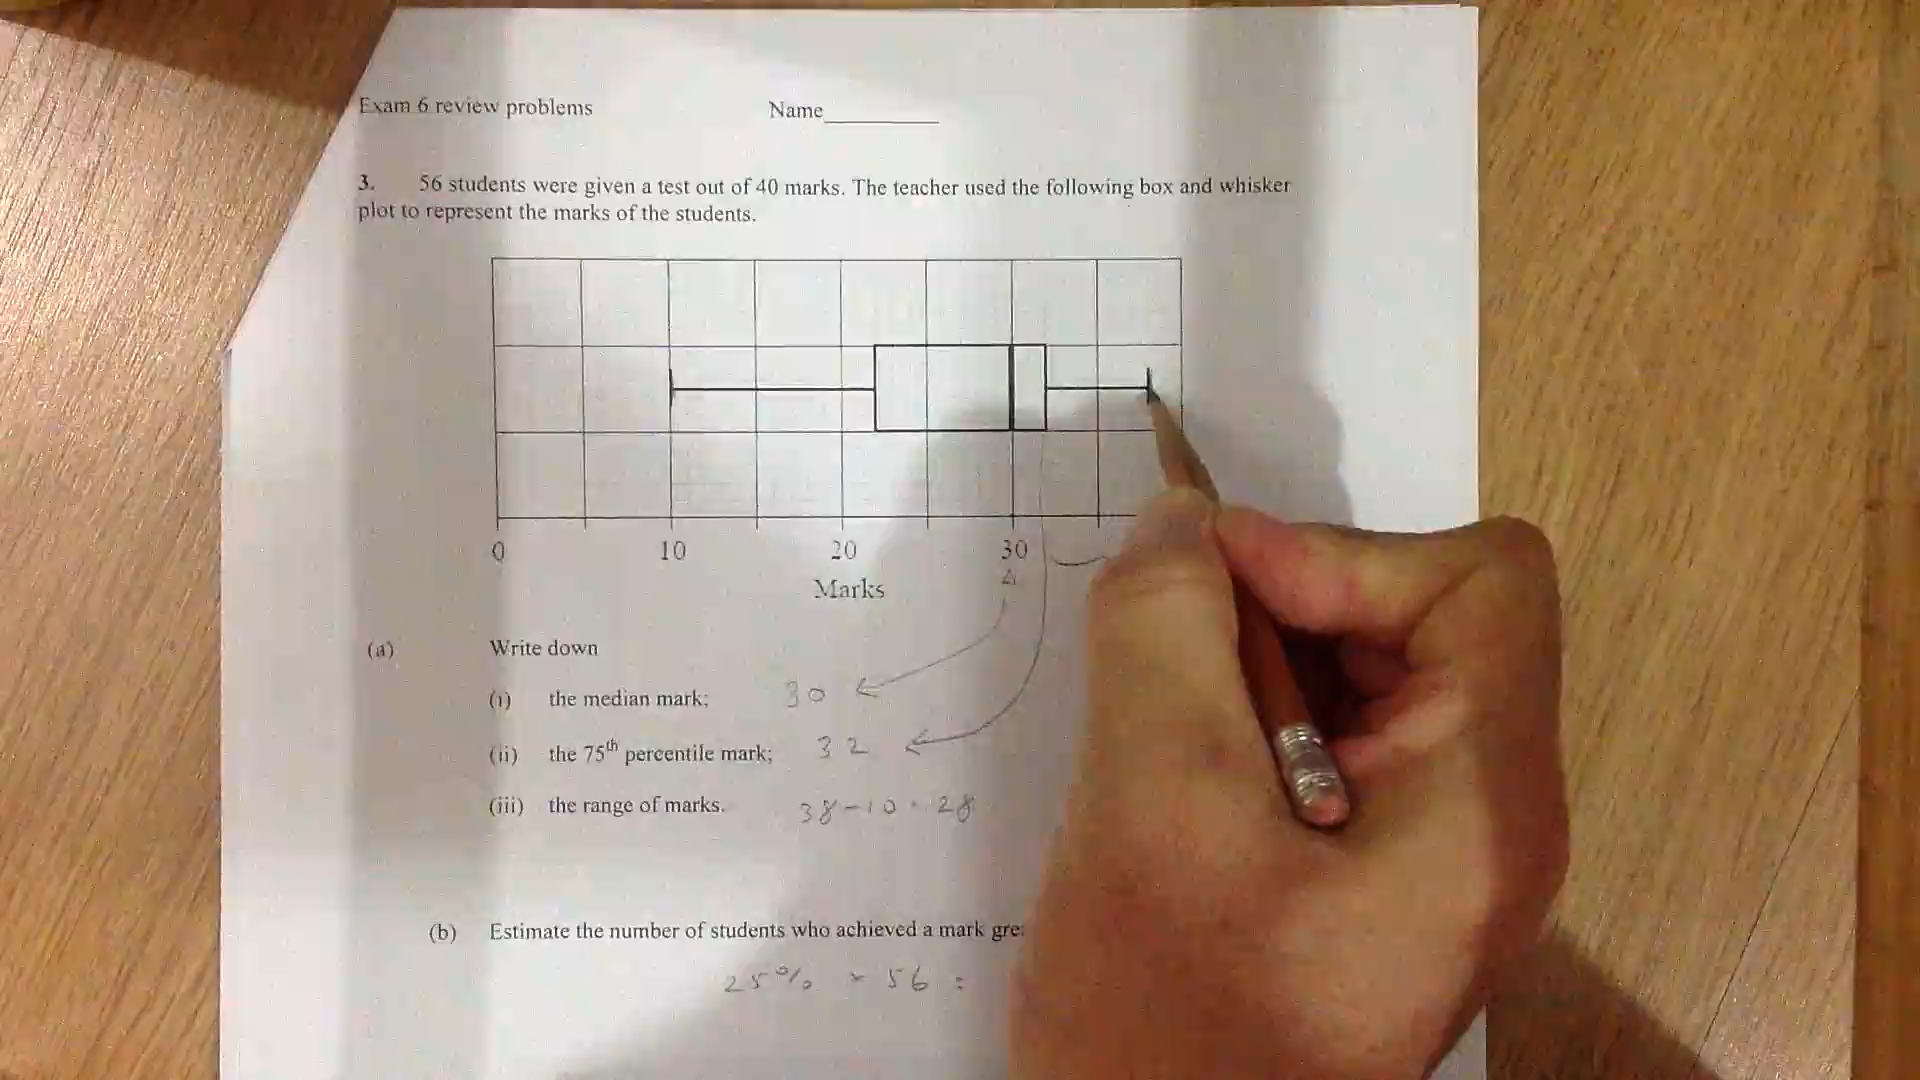 Exam 6 review problems Name
3. 56 students were given a test out of 40 marks. The teacher used the following box and whisker
plot to represent the marks of the students.
0 10 20 30
Marks
(a) Write down
(i) the median mark; 30
(ii) the 75th percentile mark; 32
(iii) the range of marks. 38-10 = 28
(b) Estimate the number of students who achieved a mark
25% × 56 =